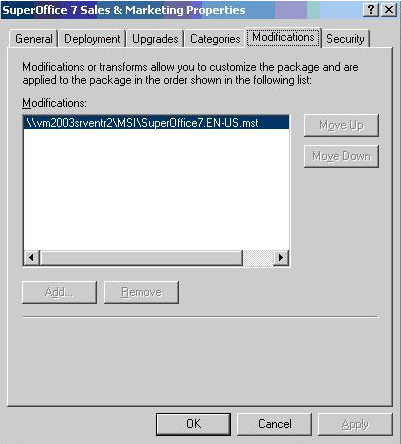 SuperOffice 7 Sales & Marketing Properties
General Deployment Upgrades Categories Modifications Security
Modifications or transforms allow you to customize the package and are
applied to the package in the order shown in the following list:
Modifications:
\\vm2003srventr2\MSI\SuperOffice7.EN-US.mst
Move Up
Move Down
Add... Remove
OK Cancel Apply